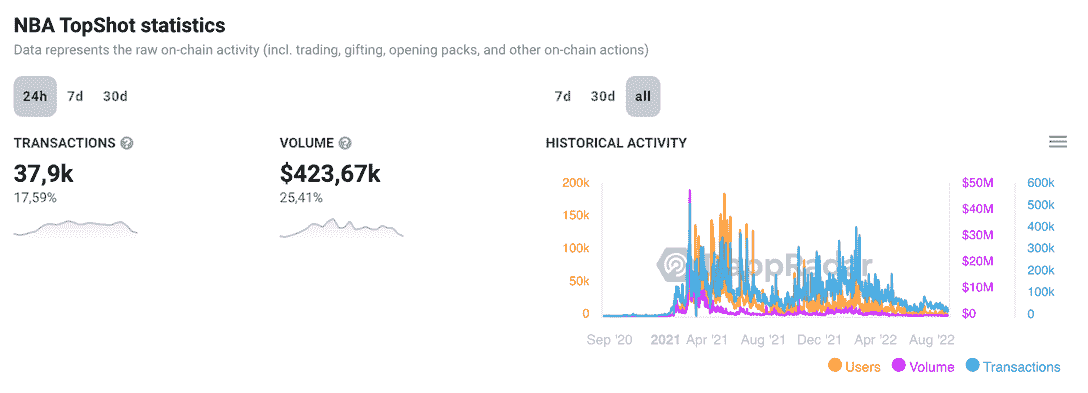 NBA TopShot statistics
Data represents the raw on-chain activity (incl. trading, gifting, opening packs, and other on-chain actions)
24h 7d 30d
7d 30d all
TRANSACTIONS ?
VOLUME ?
HISTORICAL ACTIVITY
37,9k
$423,67k
17,59%
25,41%
200k $50M 600k
150k $40M 500k
$30M 400k
100k 300k
$20M 200k
50k $10M 100k
0 $0 0
DappRadar
Sep '20 2021 Apr '21 Aug '21 Dec '21 Apr '22 Aug '22
Users Volume Transactions